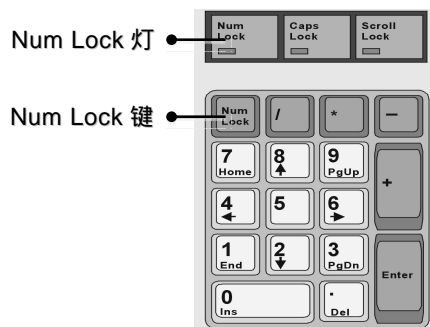 Num Lock 灯
Num Lock
Caps Lock
Scroll Lock
Num Lock 键
Num Lock
/
*
−
7 Home
8
9 PgUp
+
4
5
6
1 End
2
3 PgDn
Enter
0 Ins
. Del